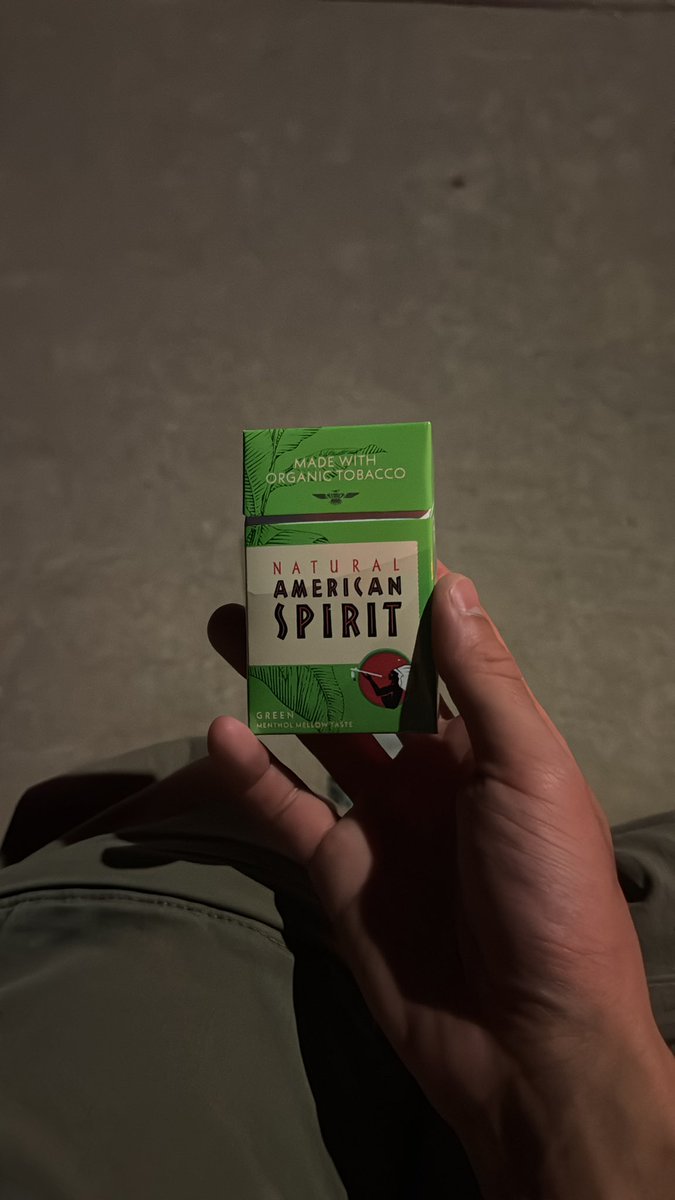 MADE WITH
ORGANIC TOBACCO
NATURAL
AMERICAN
SPIRIT
GREEN
MENTHOL MELLOW TASTE